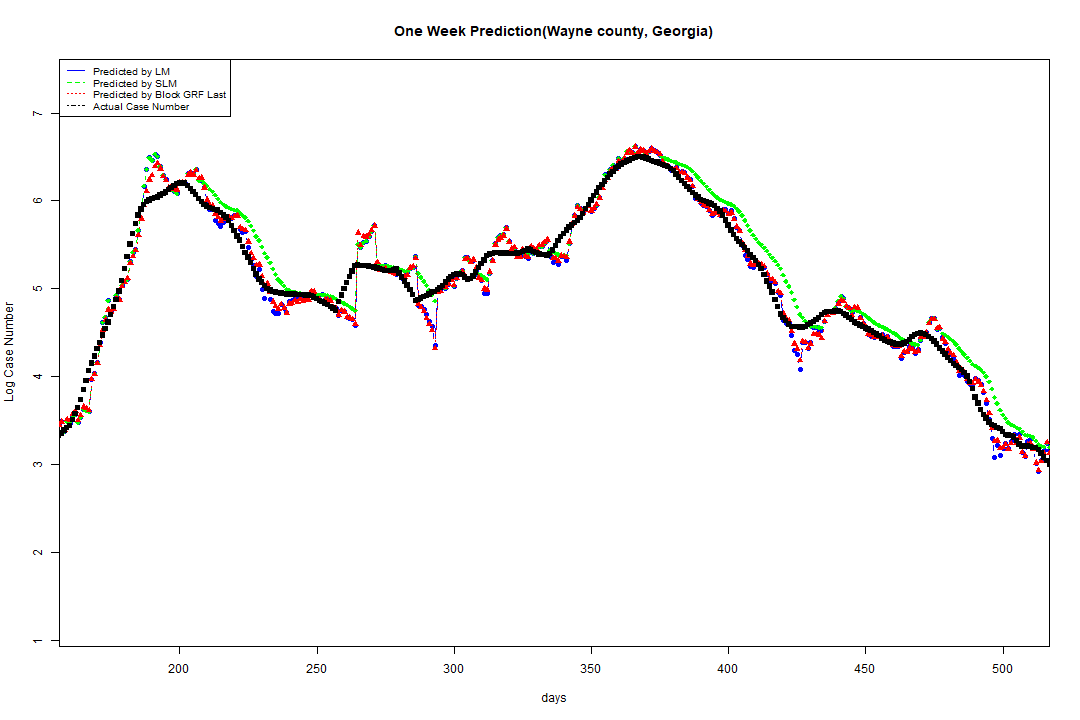 One Week Prediction(Wayne county, Georgia)
Predicted by LM
Predicted by SLM
Predicted by Block GRF Last
Actual Case Number
7
6
5
4
3
2
1
Log Case Number
200 250 300 350 400 450 500
days